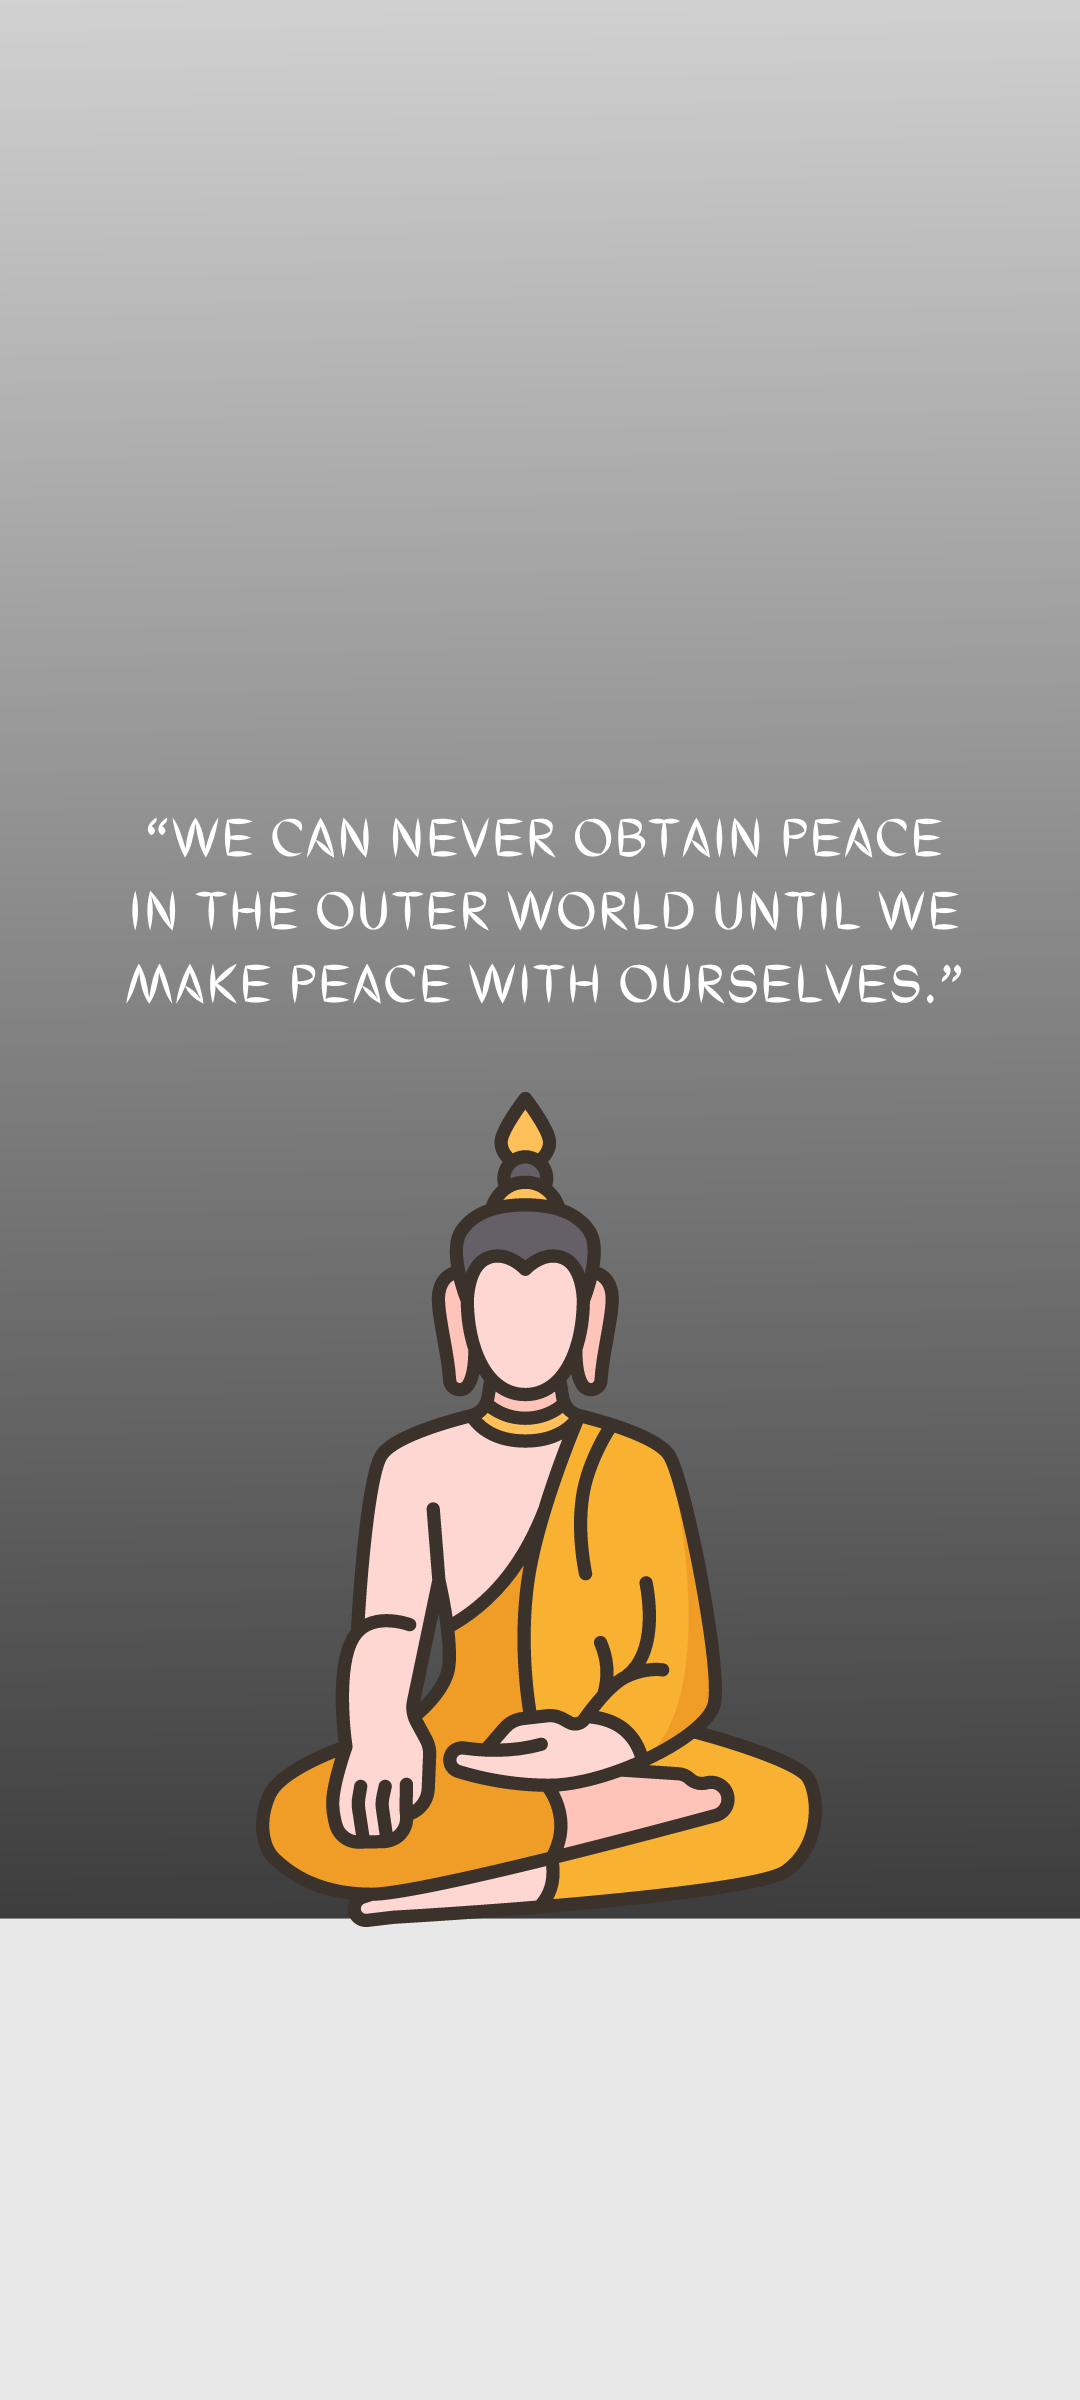 “WE CAN NEVER OBTAIN PEACE
IN THE OUTER WORLD UNTIL WE
MAKE PEACE WITH OURSELVES.”